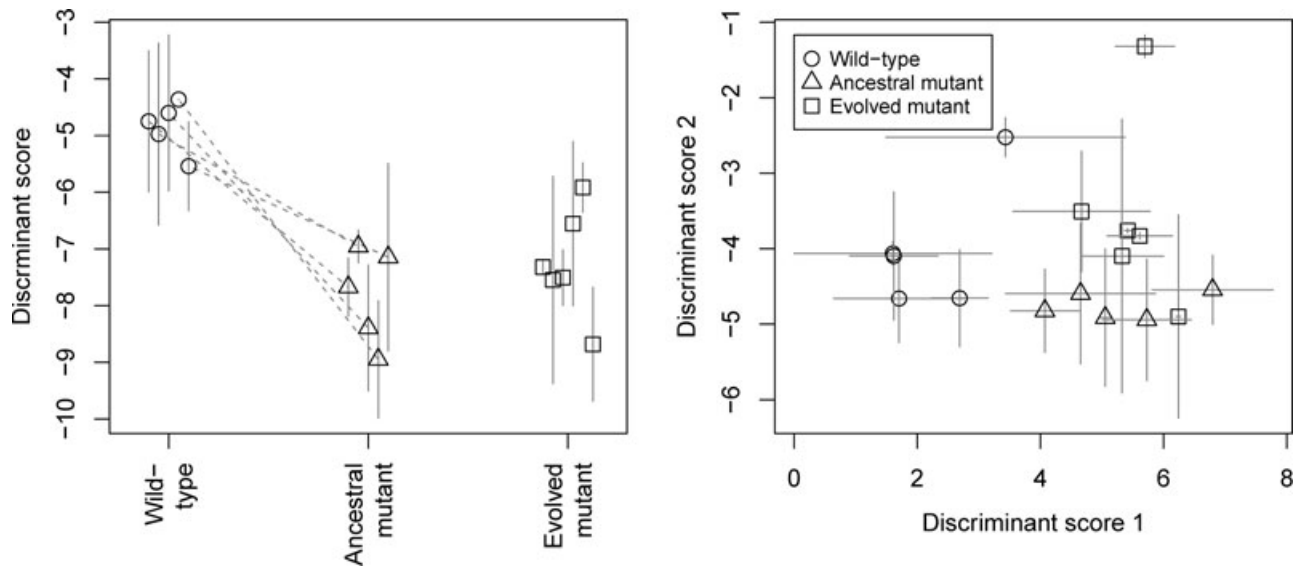 Discrminant score
−3
−4
−5
−6
−7
−8
−9
−10
Wild−
type
Ancestral
mutant
Evolved
mutant
Discriminant score 2
−1
−2
−3
−4
−5
−6
Wild−type
Ancestral mutant
Evolved mutant
0 2 4 6 8
Discriminant score 1